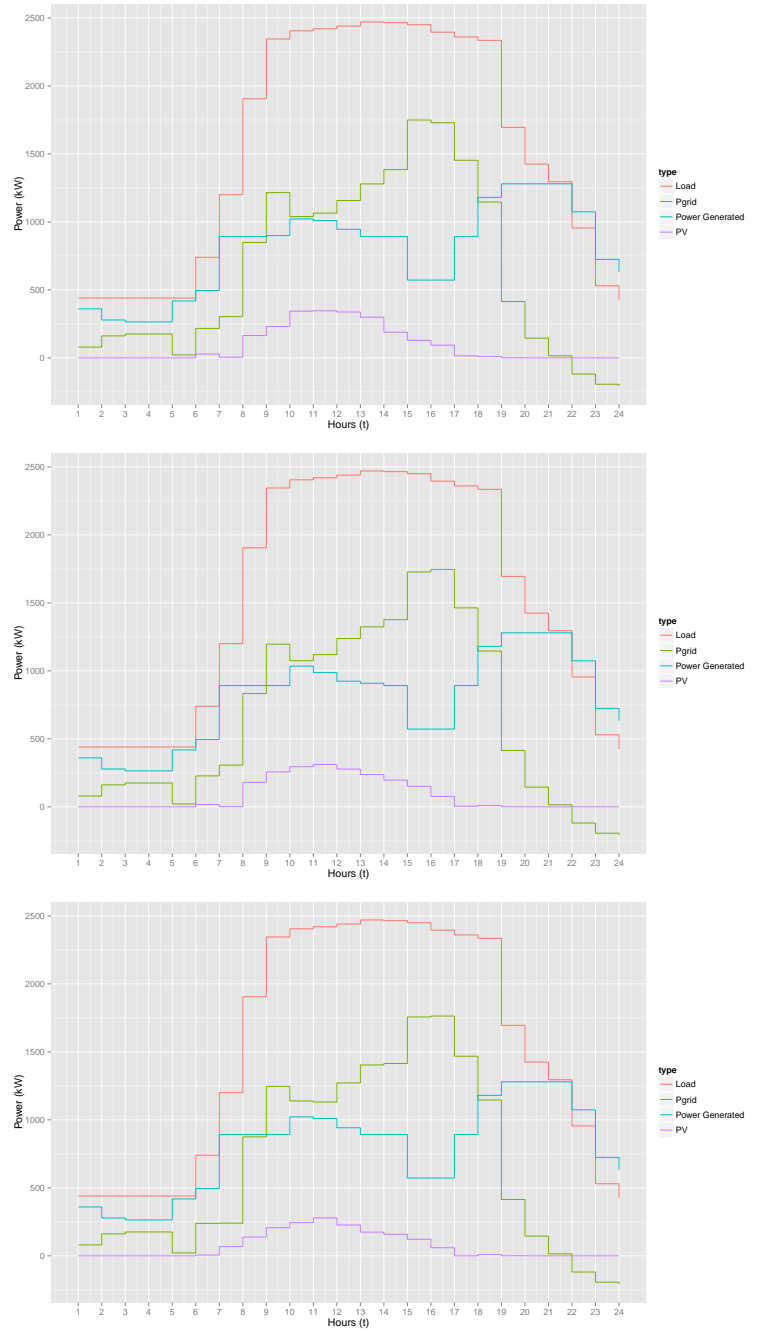 2500
2000
1500
1000
500
0
Power (kW)
1 2 3 4 5 6 7 8 9 10 11 12 13 14 15 16 17 18 19 20 21 22 23 24
Hours (t)
type
Load
Pgrid
Power Generated
PV
2500
2000
1500
1000
500
0
Power (kW)
1 2 3 4 5 6 7 8 9 10 11 12 13 14 15 16 17 18 19 20 21 22 23 24
Hours (t)
type
Load
Pgrid
Power Generated
PV
2500
2000
1500
1000
500
0
Power (kW)
1 2 3 4 5 6 7 8 9 10 11 12 13 14 15 16 17 18 19 20 21 22 23 24
Hours (t)
type
Load
Pgrid
Power Generated
PV